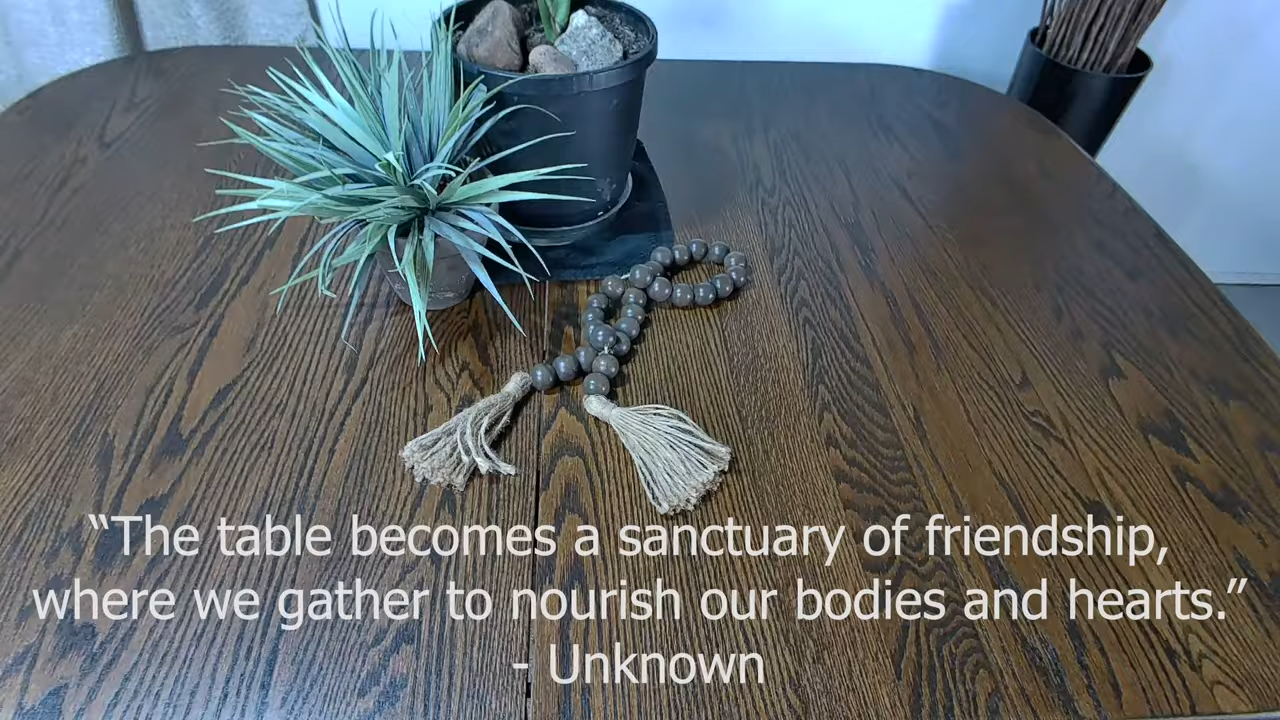 “The table becomes a sanctuary of friendship,
where we gather to nourish our bodies and hearts.”
- Unknown